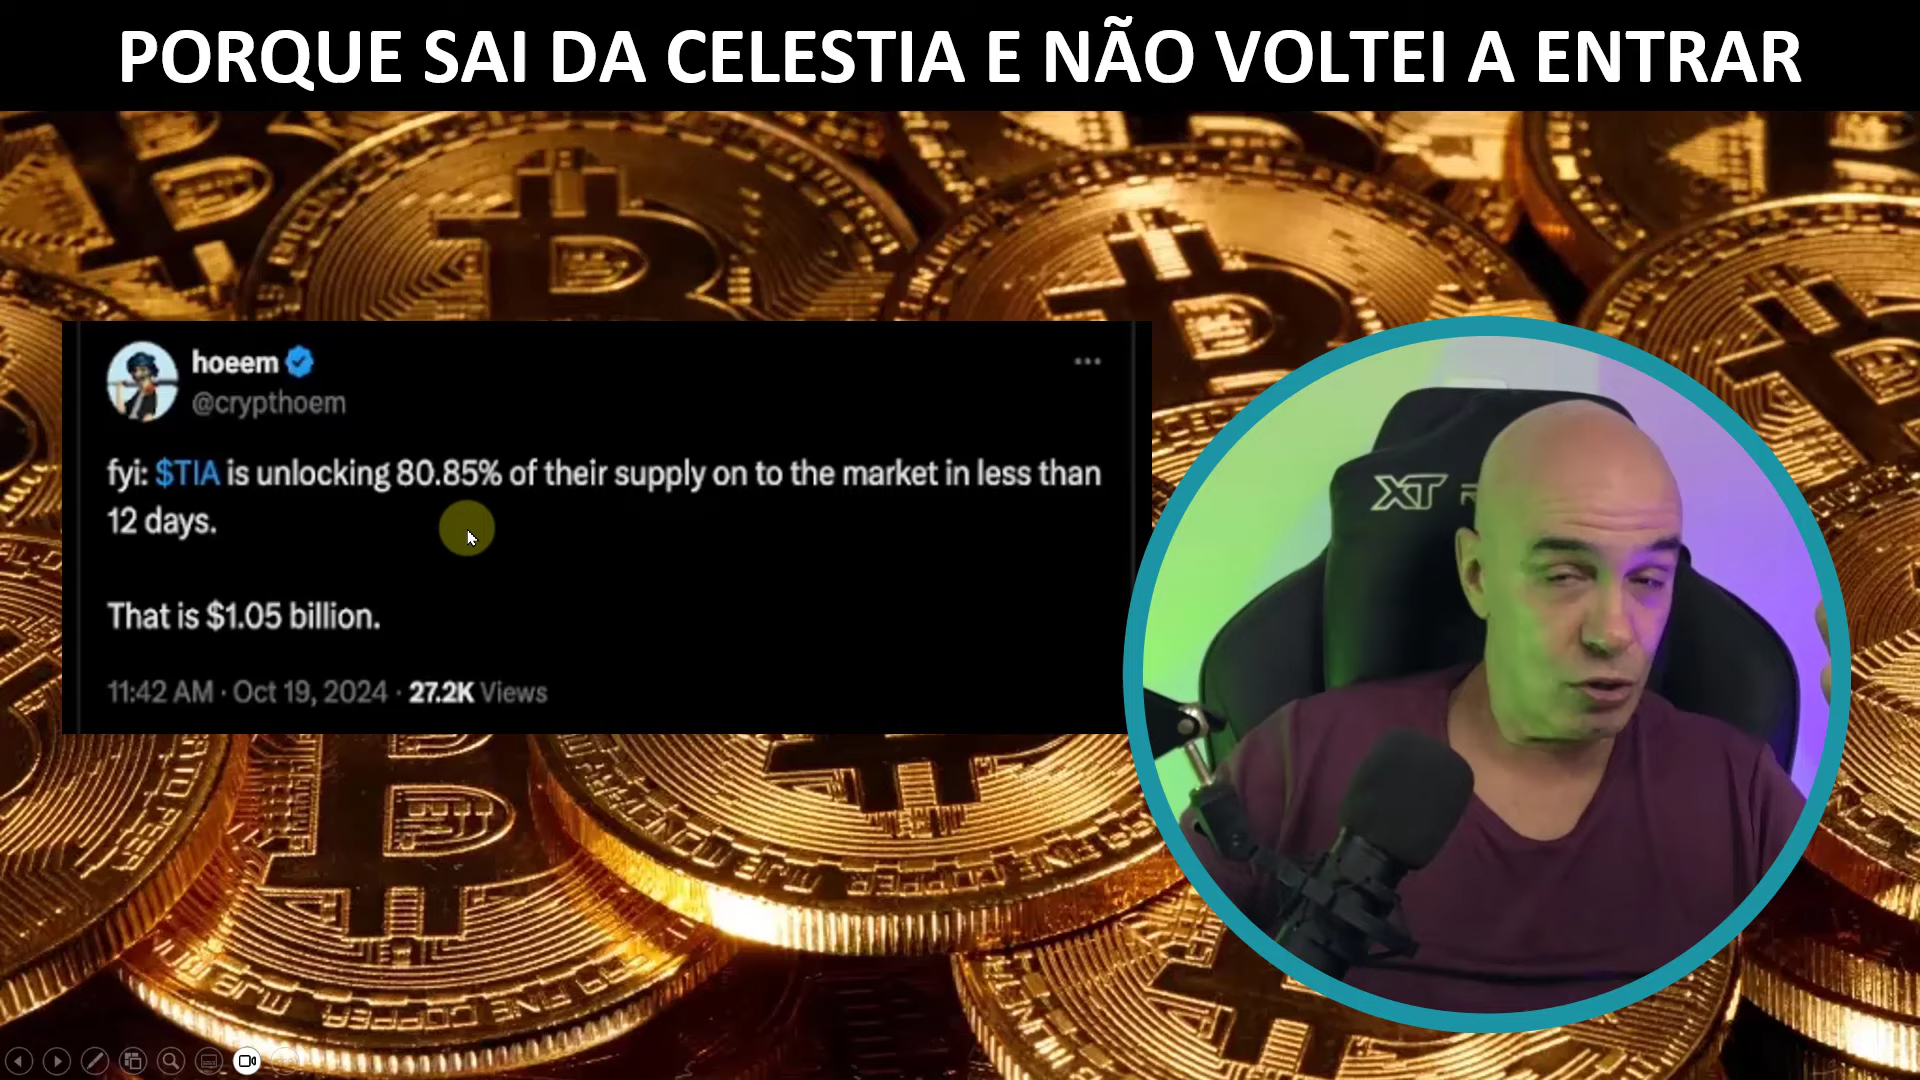 PORQUE SAI DA CELESTIA E NÃO VOLTEI A ENTRAR
hoeem
@crypthoem
fyi: $TIA is unlocking 80.85% of their supply on to the market in less than
12 days.
That is $1.05 billion.
11:42 AM · Oct 19, 2024 · 27.2K Views
XT